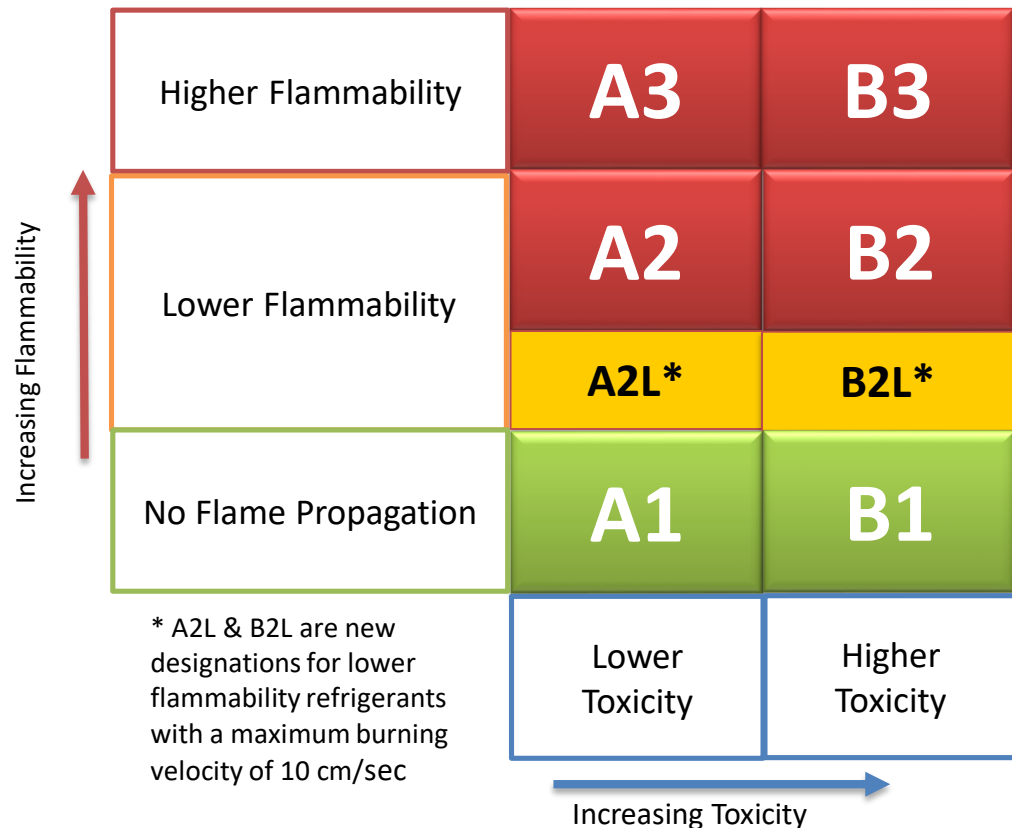 Higher Flammability
A3
B3
Increasing Flammability
Lower Flammability
A2
B2
A2L*
B2L*
No Flame Propagation
A1
B1
* A2L & B2L are new
designations for lower
flammability refrigerants
with a maximum burning
velocity of 10 cm/sec
Lower
Toxicity
Higher
Toxicity
Increasing Toxicity